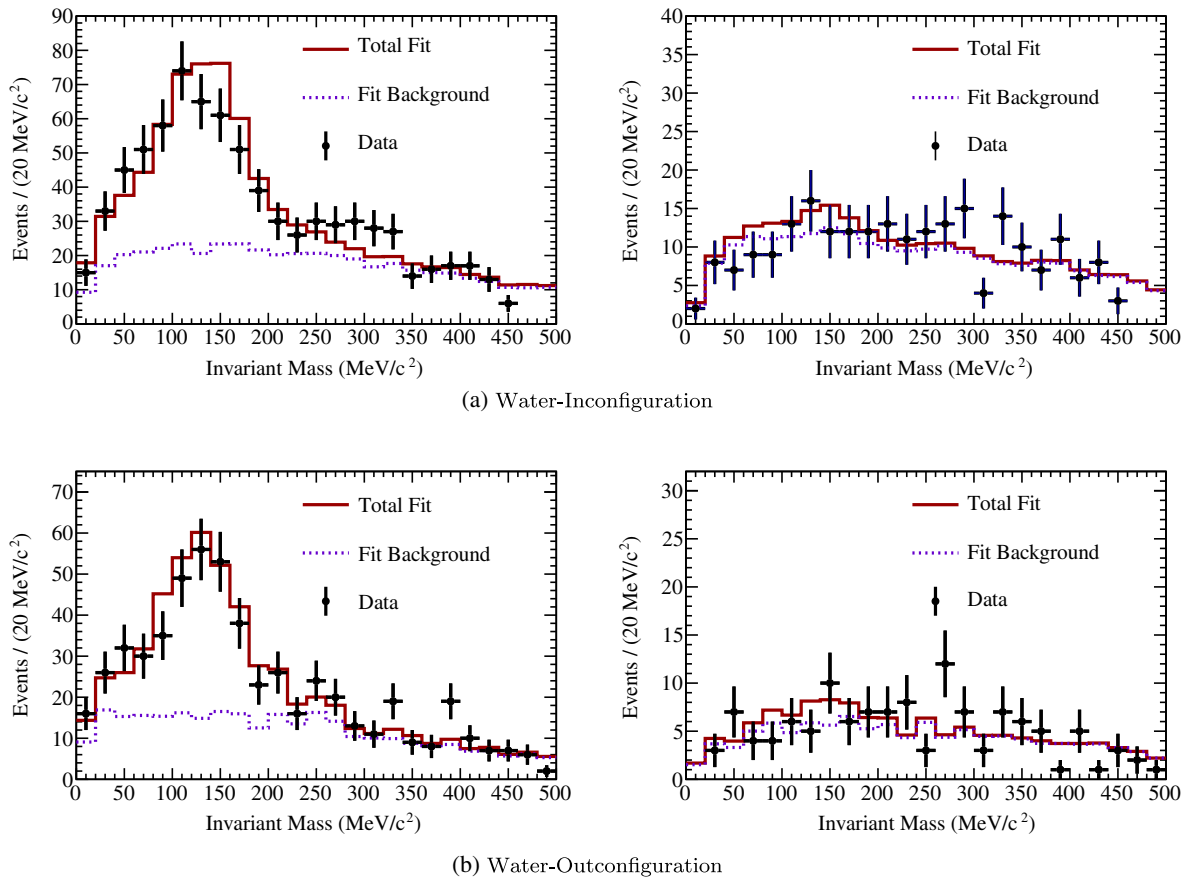 90
80
70
60
50
40
30
20
10
0
Events / (20 MeV/c²)
Total Fit
Fit Background
Data
0 50 100 150 200 250 300 350 400 450 500
Invariant Mass (MeV/c²)
40
35
30
25
20
15
10
5
0
Events / (20 MeV/c²)
Total Fit
Fit Background
Data
0 50 100 150 200 250 300 350 400 450 500
Invariant Mass (MeV/c²)
(a) Water-Inconfiguration
70
60
50
40
30
20
10
0
Events / (20 MeV/c²)
Total Fit
Fit Background
Data
0 50 100 150 200 250 300 350 400 450 500
Invariant Mass (MeV/c²)
30
25
20
15
10
5
0
Events / (20 MeV/c²)
Total Fit
Fit Background
Data
0 50 100 150 200 250 300 350 400 450 500
Invariant Mass (MeV/c²)
(b) Water-Outconfiguration